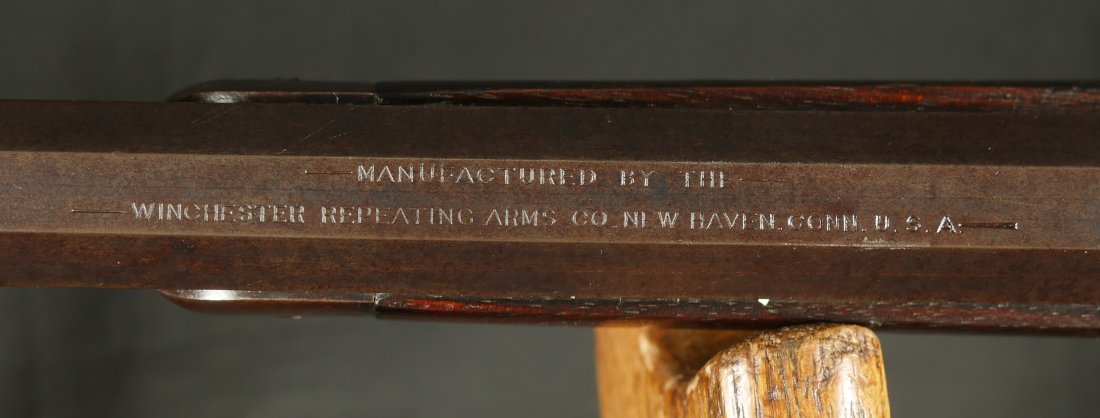 MANUFACTURED BY THE
WINCHESTER REPEATING ARMS CO. NEW HAVEN. CONN. U. S. A.